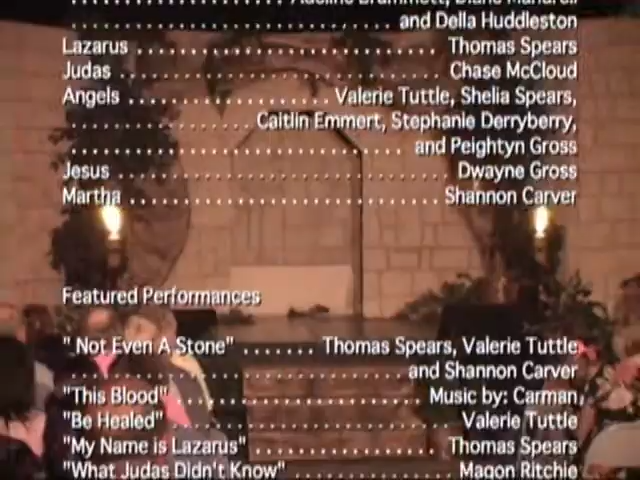 . . . . . . . . . . . . . . . . . . . . . . . . . . . . Adeline Brammett, Diane
. . . . . . . . . . . . . . . . . . . . . . . . . . . . and Della Huddleston
Lazarus . . . . . . . . . . . . . . . . . . . . . . . . . . Thomas Spears
Judas . . . . . . . . . . . . . . . . . . . . . . . . . . . Chase McCloud
Angels . . . . . . . . . . . . . . . . . Valerie Tuttle, Shelia Spears,
. . . . . . . . . . . . . . . Caitlin Emmert, Stephanie Derryberry,
. . . . . . . . . . . . . . . . . . . . . . . . . . . . and Peightyn Gross
Jesus . . . . . . . . . . . . . . . . . . . . . . . . . . . . Dwayne Gross
Martha . . . . . . . . . . . . . . . . . . . . . . . . . . Shannon Carver
Featured Performances
" Not Even A Stone" . . . . . . . Thomas Spears, Valerie Tuttle
. . . . . . . . . . . . . . . . . . . . . . . . . . . . and Shannon Carver
"This Blood" . . . . . . . . . . . . . . . . . . . . . Music by: Carman,
"Be Healed" . . . . . . . . . . . . . . . . . . . . . . . . Valerie Tuttle
"My Name is Lazarus" . . . . . . . . . . . . . . . . Thomas Spears
"What Judas Didn't Know" . . . . . . . . . . . . . . Magon Ritchie